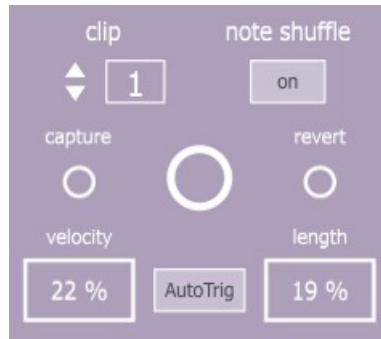 clip note shuffle
1 on
capture revert
velocity length
22 % AutoTrig 19 %